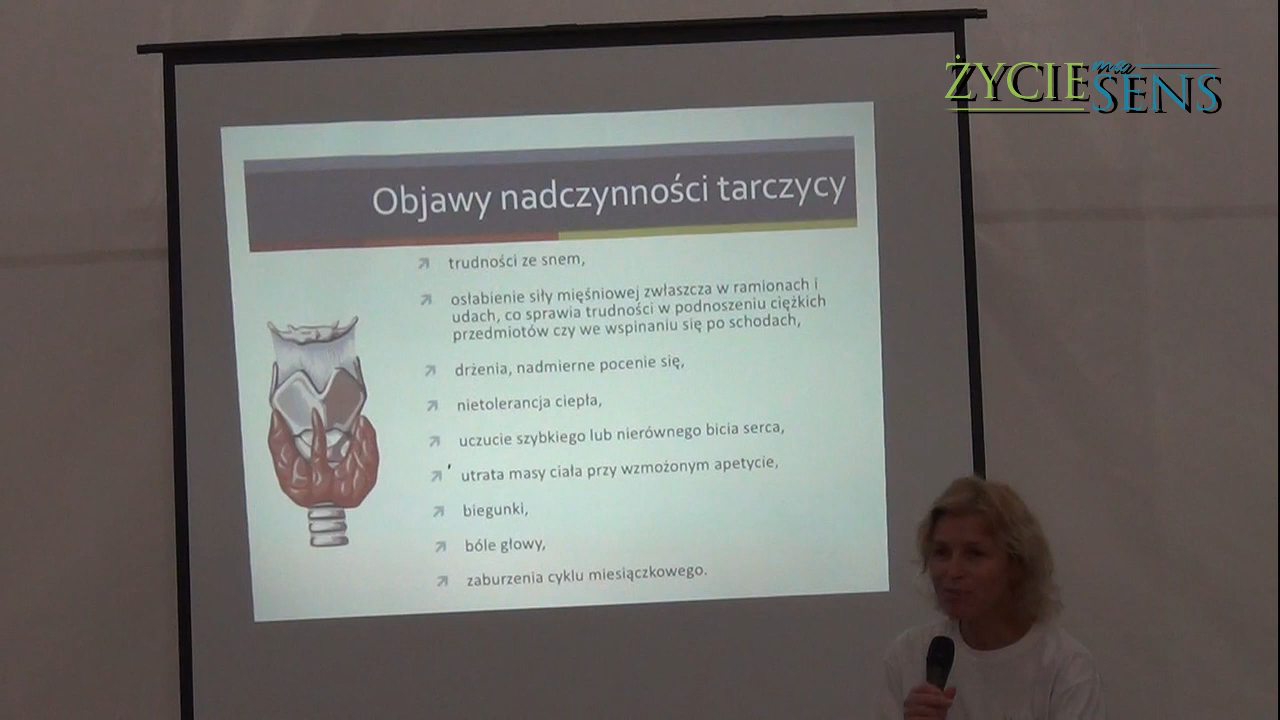 ŻYCIE ma SENS
Objawy nadczynności tarczycy
trudności ze snem,
osłabienie siły mięśniowej zwłaszcza w ramionach i
udach, co sprawia trudności w podnoszeniu ciężkich
przedmiotów czy we wspinaniu się po schodach,
drżenia, nadmierne pocenie się,
nietolerancja ciepła,
uczucie szybkiego lub nierównego bicia serca,
utrata masy ciała przy wzmożonym apetycie,
biegunki,
bóle głowy,
zaburzenia cyklu miesiączkowego.